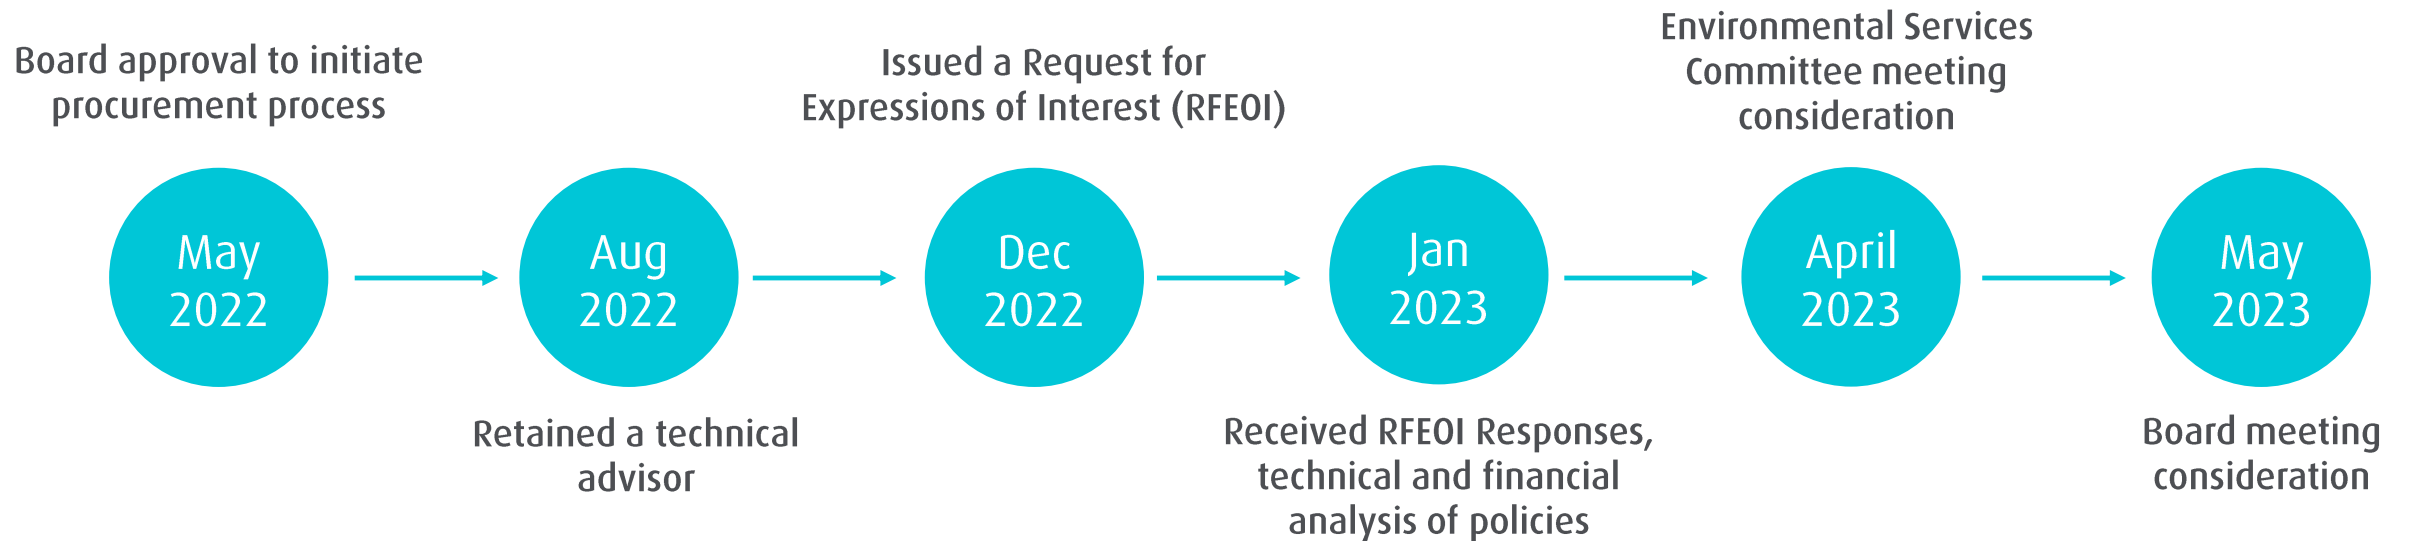 Board approval to initiate
procurement process
May
2022
Aug
2022
Retained a technical
advisor
Issued a Request for
Expressions of Interest (RFEOI)
Dec
2022
Jan
2023
Received RFEOI Responses,
technical and financial
analysis of policies
Environmental Services
Committee meeting
consideration
April
2023
May
2023
Board meeting
consideration